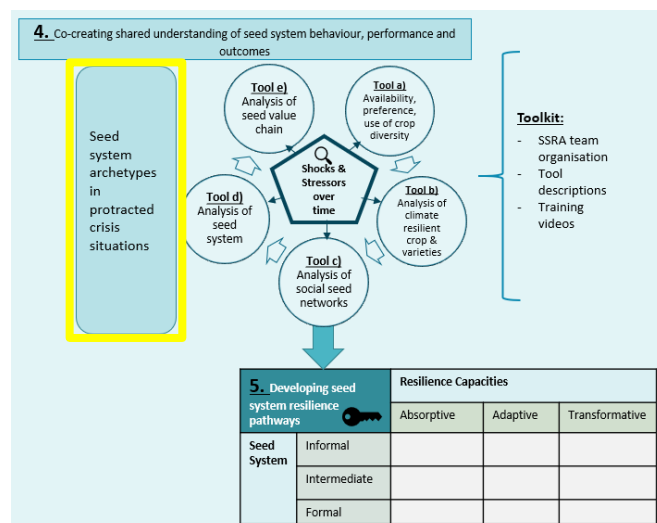 4. Co-creating shared understanding of seed system behaviour, performance and
outcomes
Seed
system
archetypes
in
protracted
crisis
situations
Tool e)
Analysis of
seed value
chain
Tool a)
Availability,
preference,
use of crop
diversity
Shocks &
Stressors
over
time
Tool d)
Analysis of
seed
system
Tool b)
Analysis of
climate
resilient
crop &
varieties
Tool c)
Analysis of
social seed
networks
Toolkit:
- SSRA team
organisation
- Tool
descriptions
- Training
videos
5. Developing seed
system resilience
pathways
Resilience Capacities
Absorptive
Adaptive
Transformative
Seed
System
Informal
Intermediate
Formal